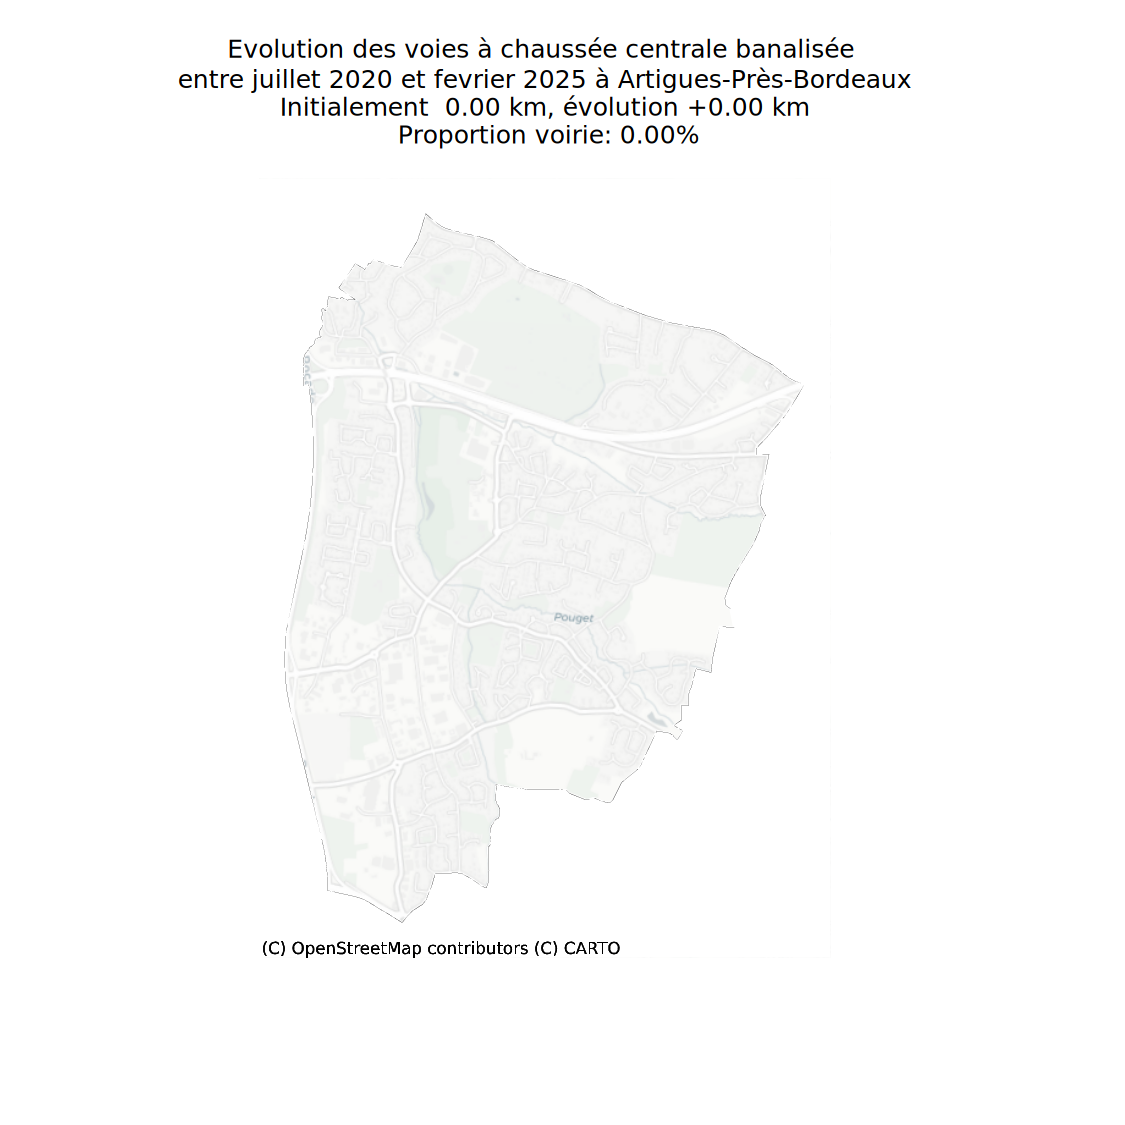 Evolution des voies à chaussée centrale banalisée
entre juillet 2020 et fevrier 2025 à Artigues-Près-Bordeaux
Initialement  0.00 km, évolution +0.00 km
Proportion voirie: 0.00%
Pouget
(C) OpenStreetMap contributors (C) CARTO